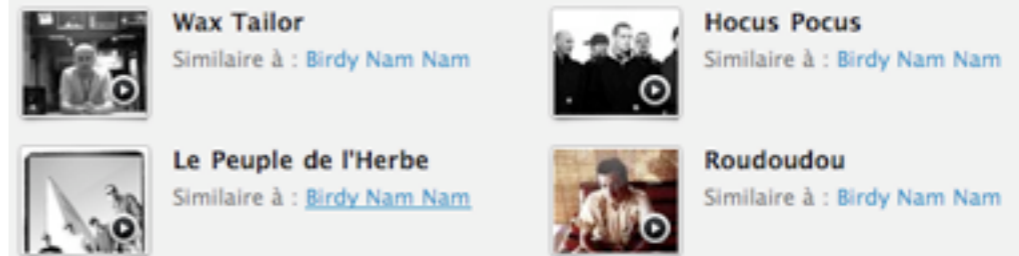 Wax Tailor
Similaire à : Birdy Nam Nam
Hocus Pocus
Similaire à : Birdy Nam Nam
Le Peuple de l'Herbe
Similaire à : Birdy Nam Nam
Roudoudou
Similaire à : Birdy Nam Nam